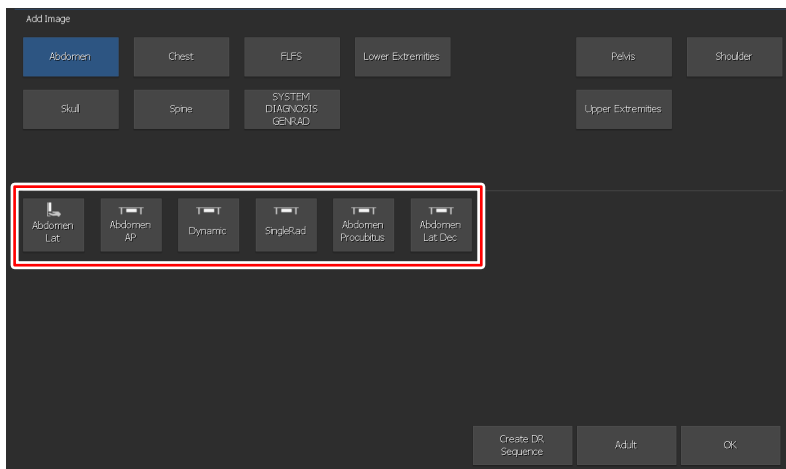 Add Image
Abdomen
Chest
FLFS
Lower Extremities
Pelvis
Shoulder
Skull
Spine
SYSTEM
DIAGNOSIS
GENRAD
Upper Extremities
Abdomen
Lat
Abdomen
AP
Dynamic
SingleRad
Abdomen
Procubitus
Abdomen
Lat Dec
Create DR
Sequence
Adult
OK